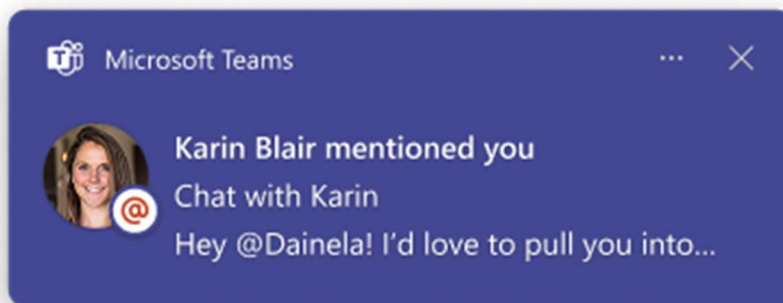 Microsoft Teams
Karin Blair mentioned you
Chat with Karin
Hey @Dainela! I'd love to pull you into...